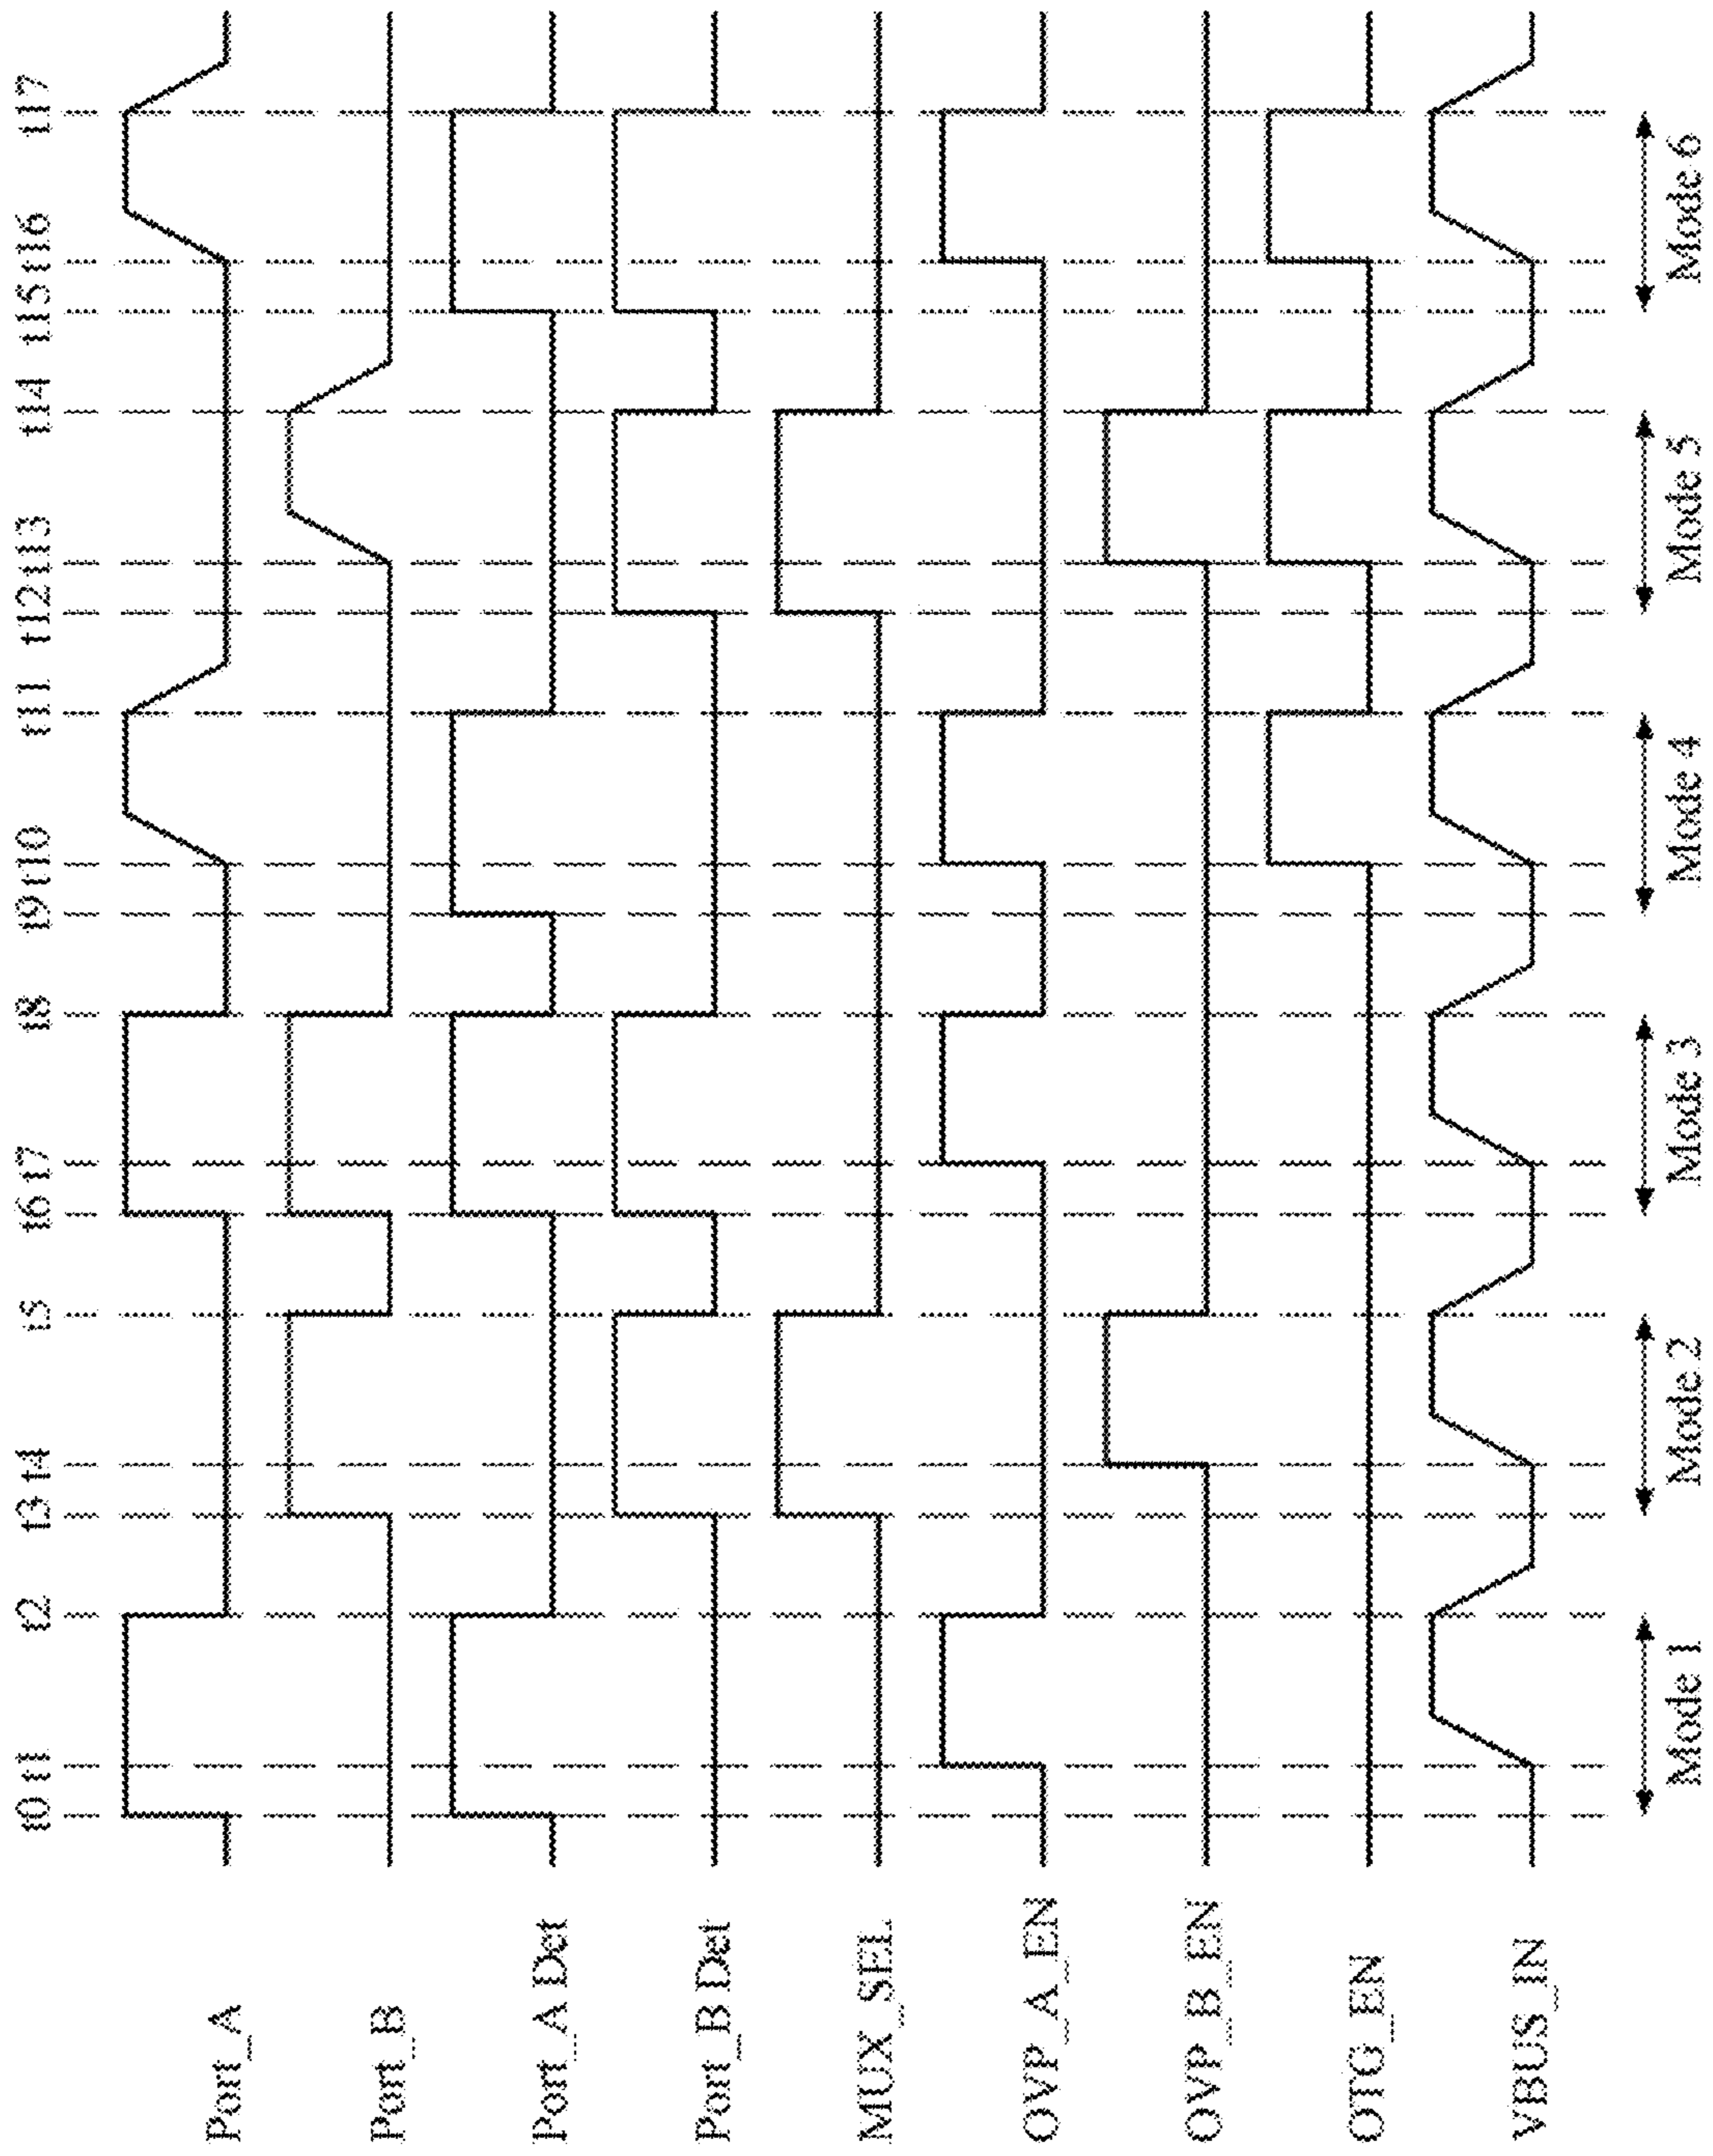 t0 t1 t2 t3 t4 t5 t6 t7 t8 t9 t10 t11 t12 t13 t14 t15 t16 t17
Port_A
Port_B
Port_A Det
Port_B Det
MUX_SEL
OVP_A_EN
OVP_B_EN
OTG_EN
VBUS_IN
Mode 1 Mode 2 Mode 3 Mode 4 Mode 5 Mode 6